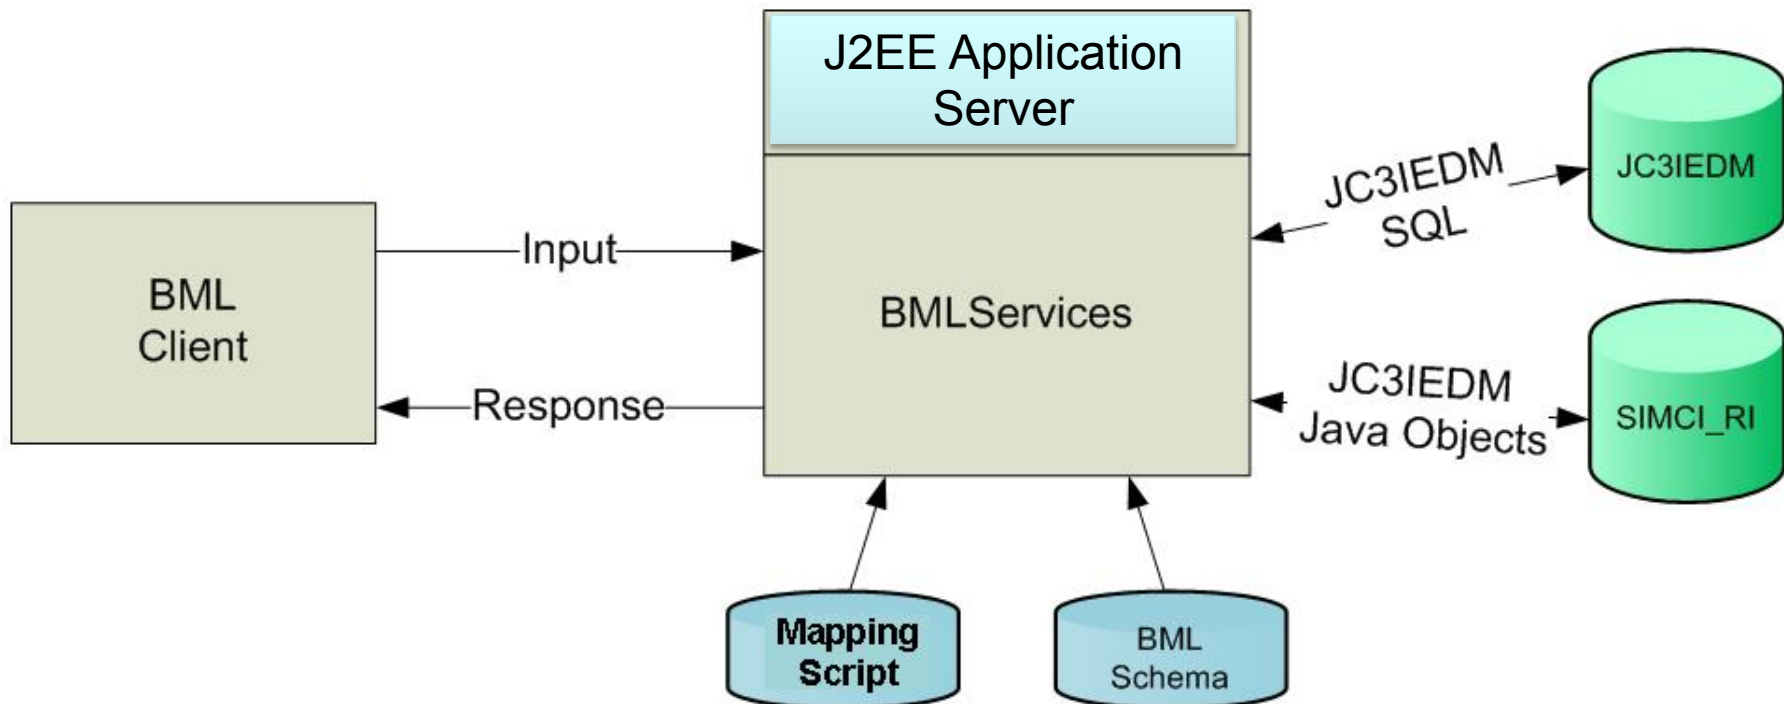 J2EE Application
Server
BML
Client
Input
Response
BMLServices
JC3IEDM
SQL
JC3IEDM
JC3IEDM
Java Objects
SIMCI_RI
Mapping
Script
BML
Schema